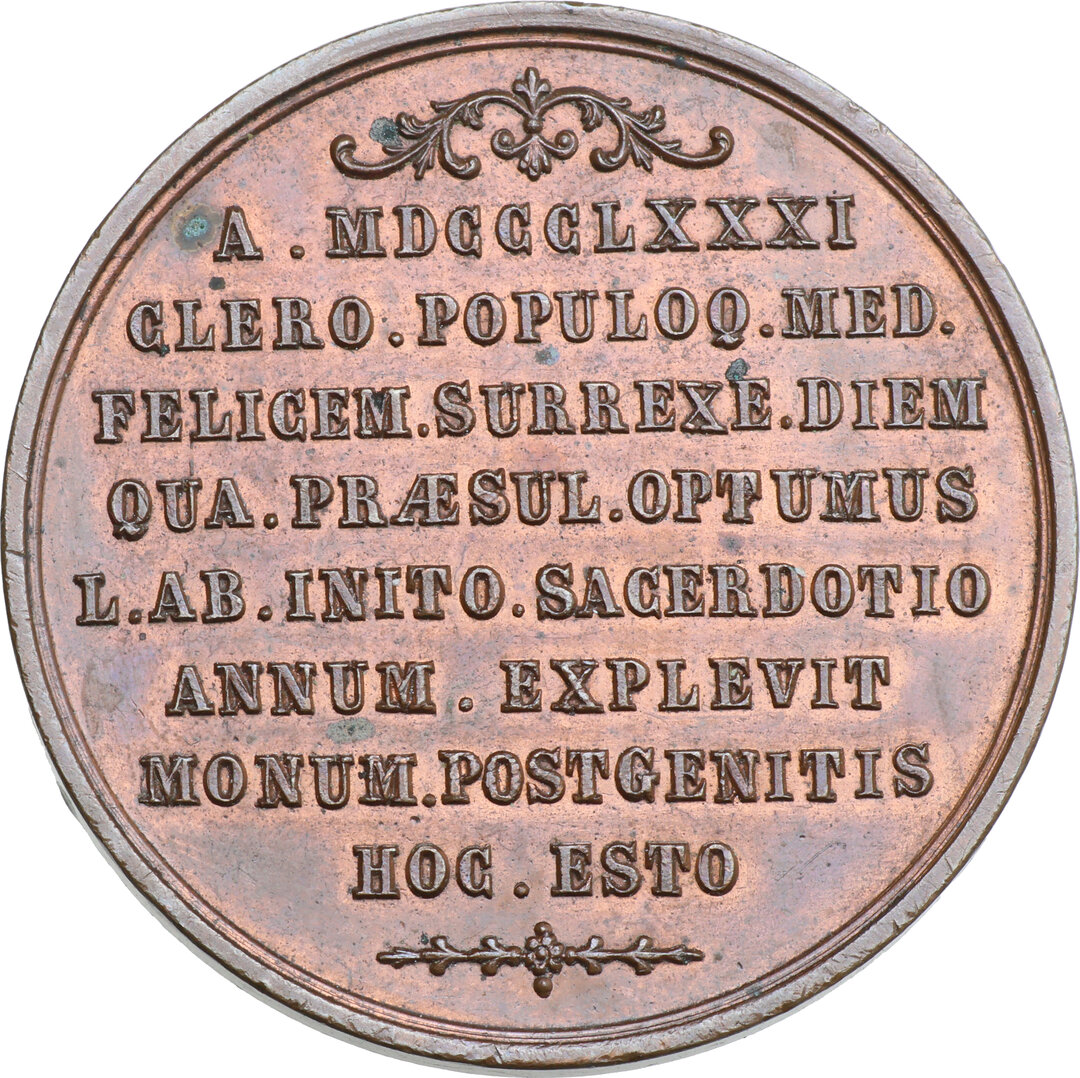 A . MDCCCLXXXI
CLERO . POPULOQ . MED .
FELICEM . SURREXE . DIEM
QUA . PRÆSUL . OPTUMUS
L . AB . INITO . SACERDOTIO
ANNUM . EXPLEVIT
MONUM . POSTGENITIS
HOC . ESTO